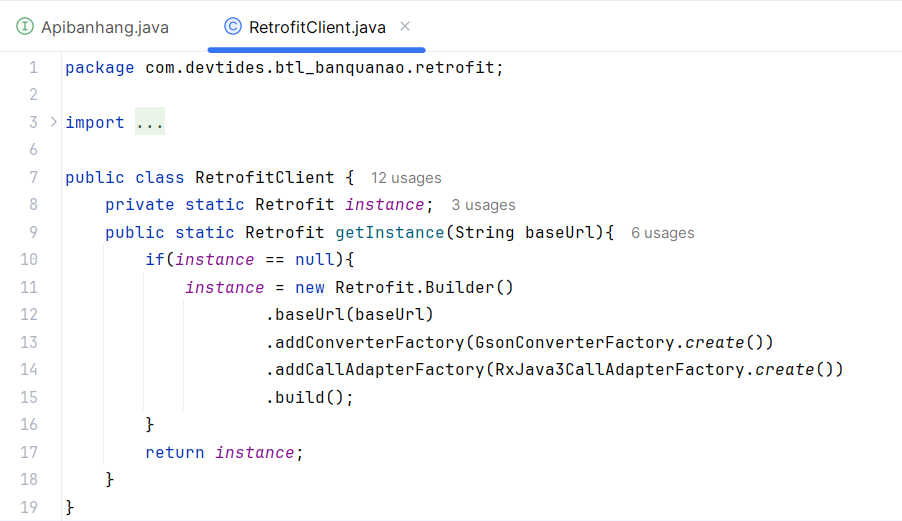 Apibanhang.java RetrofitClient.java
1 package com.devtides.btl_banquanao.retrofit;
2
3 import ...
6
7 public class RetrofitClient { 12 usages
8     private static Retrofit instance; 3 usages
9     public static Retrofit getInstance(String baseUrl){ 6 usages
10         if(instance == null){
11             instance = new Retrofit.Builder()
12                     .baseUrl(baseUrl)
13                     .addConverterFactory(GsonConverterFactory.create())
14                     .addCallAdapterFactory(RxJava3CallAdapterFactory.create())
15                     .build();
16         }
17         return instance;
18     }
19 }